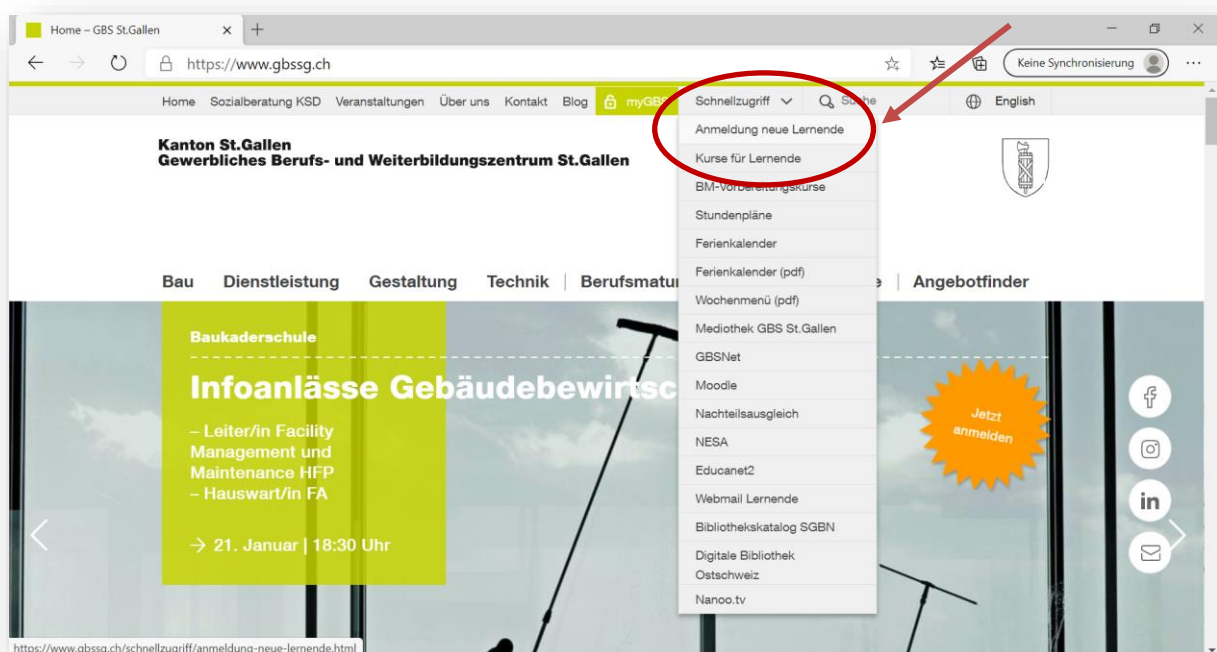 Home – GBS St.Gallen
https://www.gbssg.ch
Keine Synchronisierung
Home Sozialberatung KSD Veranstaltungen Über uns Kontakt Blog myGBS Schnellzugriff Suche English
Kanton St.Gallen
Gewerbliches Berufs- und Weiterbildungszentrum St.Gallen
Anmeldung neue Lernende
Kurse für Lernende
BM-Vorbereitungskurse
Stundenpläne
Ferienkalender
Ferienkalender (pdf)
Wochenmenü (pdf)
Mediothek GBS St.Gallen
GBSNet
Moodle
Nachteilsausgleich
NESA
Educanet2
Webmail Lernende
Bibliothekskatalog SGBN
Digitale Bibliothek
Ostschweiz
Nanoo.tv
Bau Dienstleistung Gestaltung Technik Berufsmatu e Angebotfinder
Baukaderschule
Infoanlässe Gebäudebewirtsc
– Leiter/in Facility
Management und
Maintenance HFP
– Hauswart/in FA
→ 21. Januar | 18:30 Uhr
Jetzt
anmelden
in
https://www.gbssg.ch/schnellzugriff/anmeldung-neue-lernende.html